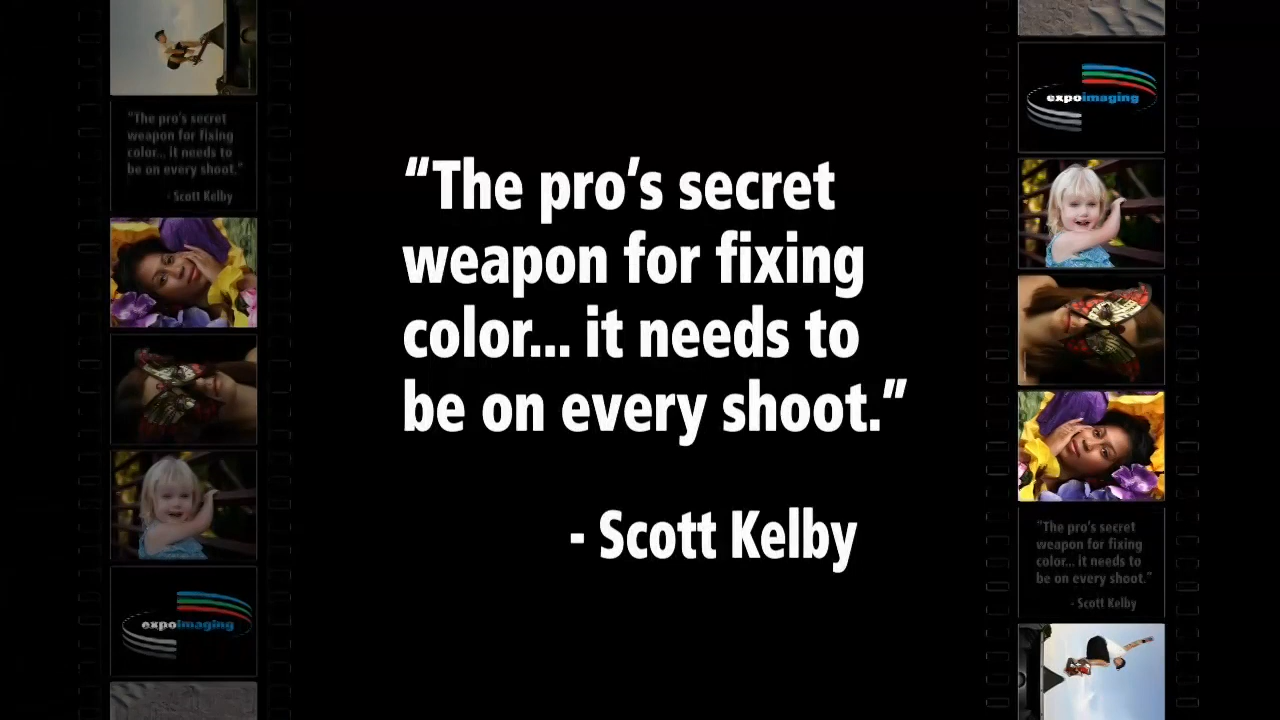 “The pro’s secret
weapon for fixing
color... it needs to
be on every shoot.”
- Scott Kelby
“The pro’s secret
weapon for fixing
color... it needs to
be on every shoot.”
- Scott Kelby
expoimaging
expoimaging
“The pro’s secret
weapon for fixing
color... it needs to
be on every shoot.”
- Scott Kelby